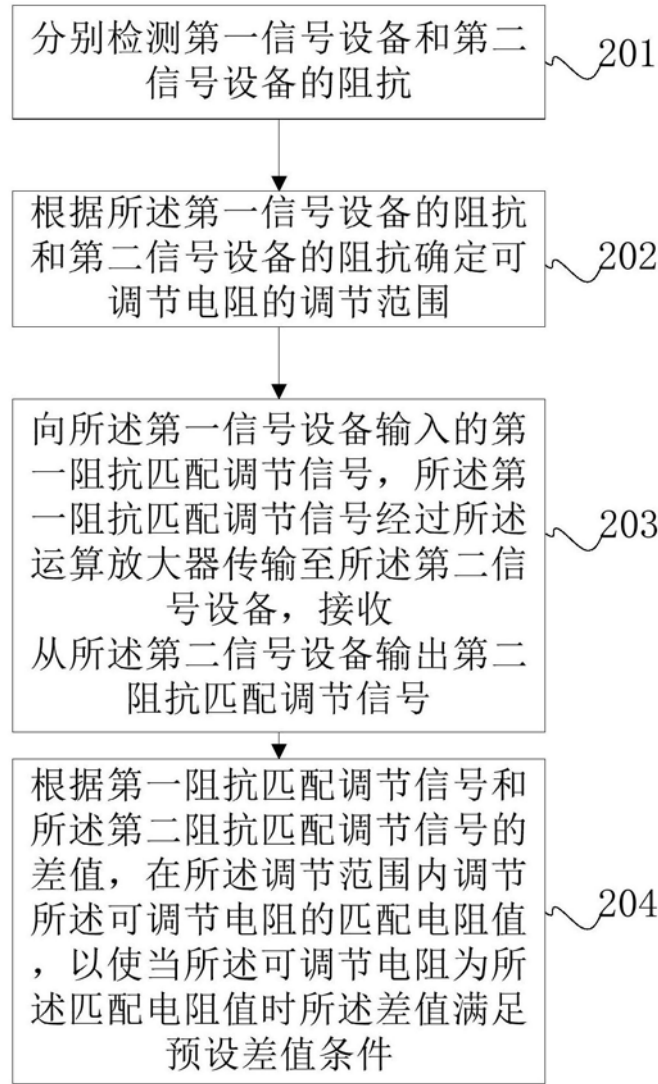 分别检测第一信号设备和第二
信号设备的阻抗
201
根据所述第一信号设备的阻抗
和第二信号设备的阻抗确定可
调节电阻的调节范围
202
向所述第一信号设备输入的第
一阻抗匹配调节信号，所述第
一阻抗匹配调节信号经过所述
运算放大器传输至所述第二信
号设备，接收
从所述第二信号设备输出第二
阻抗匹配调节信号
203
根据第一阻抗匹配调节信号和
所述第二阻抗匹配调节信号的
差值，在所述调节范围内调节
所述可调节电阻的匹配电阻值
，以使当所述可调节电阻为所
述匹配电阻值时所述差值满足
预设差值条件
204